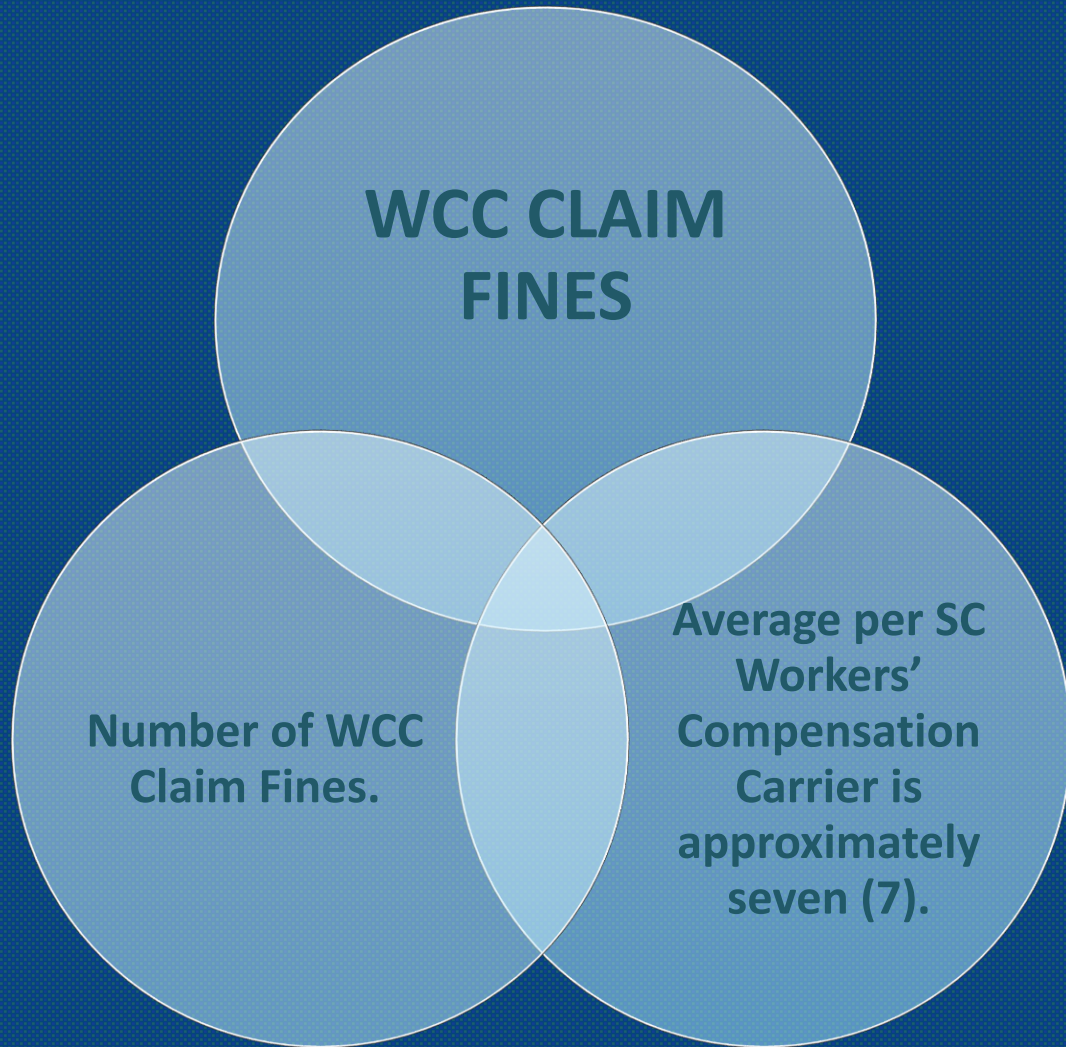 WCC CLAIM
FINES
Number of WCC
Claim Fines.
Average per SC
Workers’
Compensation
Carrier is
approximately
seven (7).